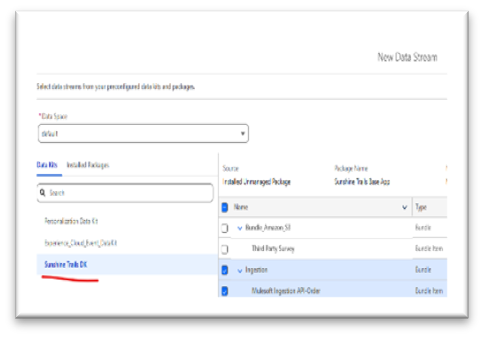 New Data Stream
Select data streams from your preconfigured data kits and packages.
*Data Space
default
Data Kits Installed Packages
Search
Personalization Data Kit
Experience_Cloud_Event_DataKit
Sunshine Trails DK
Source Package Name
Installed Unmanaged Package Sunshine Trails Base App
Name Type
Bundle_Amazon_S3 Bundle
Third Party Survey Bundle Item
Ingestion Bundle
Mulesoft Ingestion API-Order Bundle Item